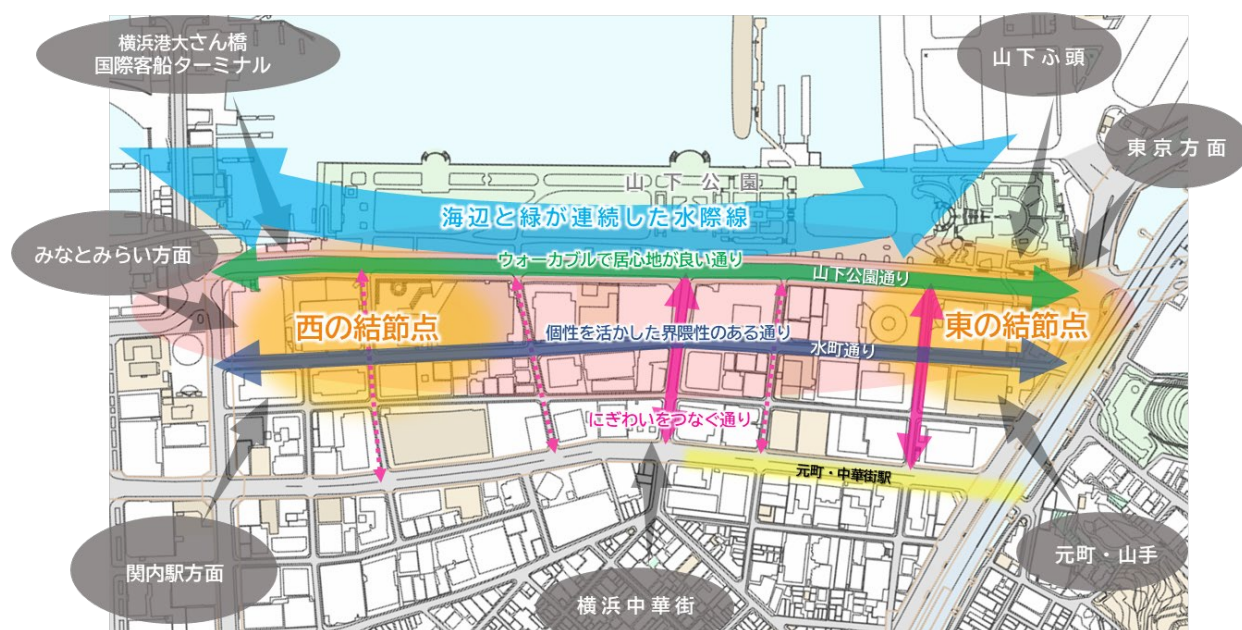 横浜港大さん橋
国際客船ターミナル
山下ふ頭
東京方面
山下公園
海辺と緑が連続した水際線
みなとみらい方面
ウォーカブルで居心地が良い通り
山下公園通り
西の結節点
個性を活かした界隈性のある通り
東の結節点
水町通り
にぎわいをつなぐ通り
元町・中華街駅
関内駅方面
横浜中華街
元町・山手